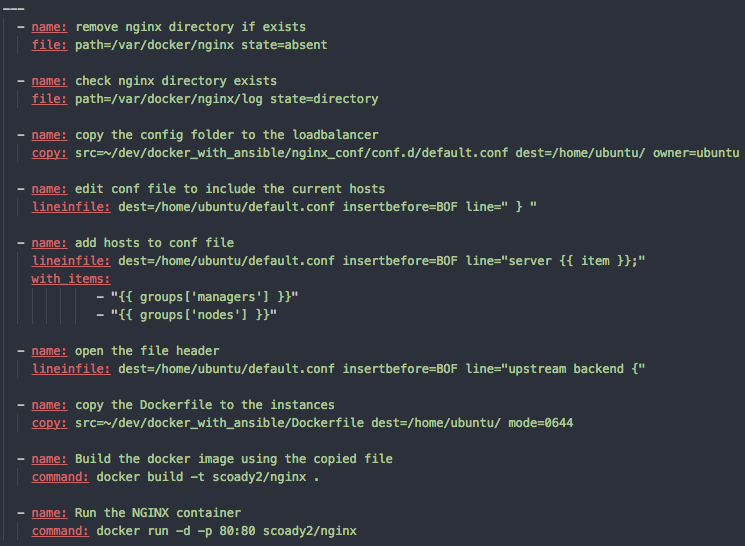 ---
- name: remove nginx directory if exists
file: path=/var/docker/nginx state=absent
- name: check nginx directory exists
file: path=/var/docker/nginx/log state=directory
- name: copy the config folder to the loadbalancer
copy: src=~/dev/docker_with_ansible/nginx_conf/conf.d/default.conf dest=/home/ubuntu/ owner=ubuntu
- name: edit conf file to include the current hosts
lineinfile: dest=/home/ubuntu/default.conf insertbefore=BOF line=" } "
- name: add hosts to conf file
lineinfile: dest=/home/ubuntu/default.conf insertbefore=BOF line="server {{ item }};"
with_items:
- "{{ groups['managers'] }}"
- "{{ groups['nodes'] }}"
- name: open the file header
lineinfile: dest=/home/ubuntu/default.conf insertbefore=BOF line="upstream backend {"
- name: copy the Dockerfile to the instances
copy: src=~/dev/docker_with_ansible/Dockerfile dest=/home/ubuntu/ mode=0644
- name: Build the docker image using the copied file
command: docker build -t scoady2/nginx .
- name: Run the NGINX container
command: docker run -d -p 80:80 scoady2/nginx